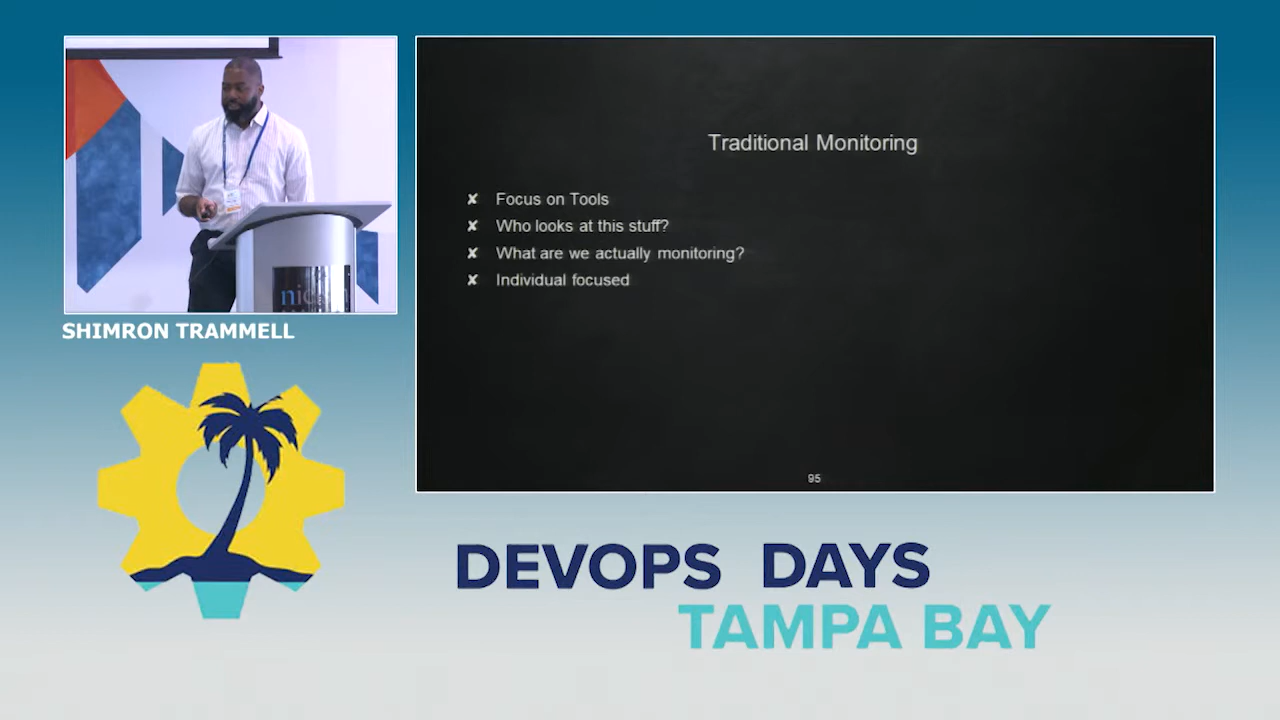 Traditional Monitoring
✘ Focus on Tools
✘ Who looks at this stuff?
✘ What are we actually monitoring?
✘ Individual focused
95
SHIMRON TRAMMELL
DEVOPS DAYS
TAMPA BAY